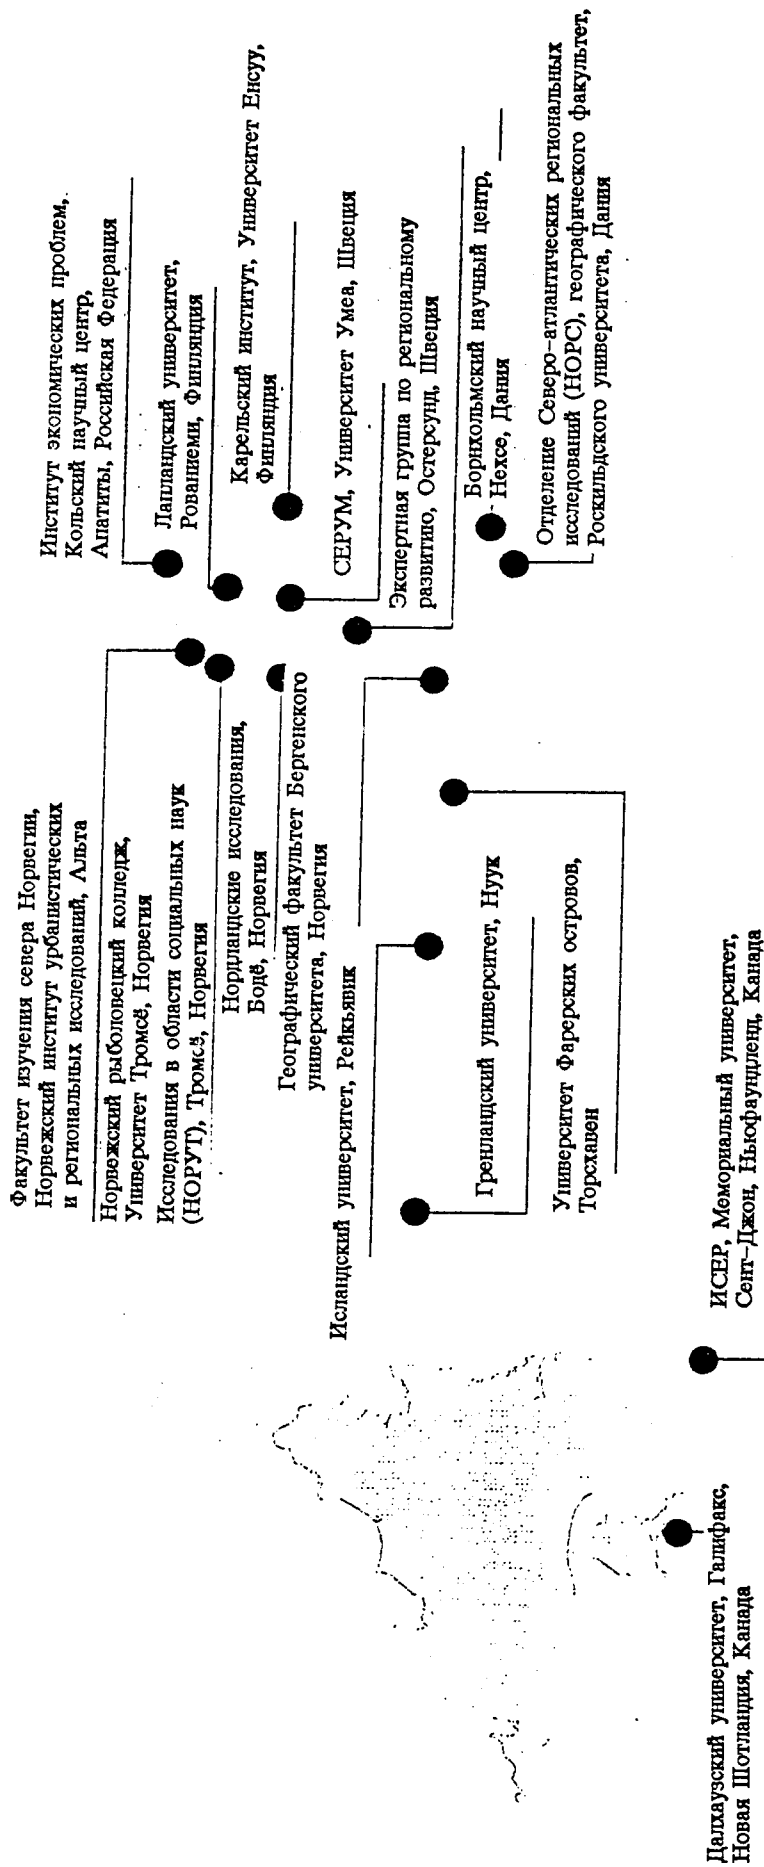 Факультет изучения севера Норвегии,
Норвежский институт урбанистических
и региональных исследований, Альта
Норвежский рыболовецкий колледж,
Университет Тромсё, Норвегия
Исследования в области социальных наук
(НОРУТ), Тромсё, Норвегия
Нордландские исследования,
Бодё, Норвегия
Географический факультет Бергенского
университета, Норвегия
Исландский университет, Рейкьявик
Гренландский университет, Нуук
Университет Фарерских островов,
Торсхавен
ИСЕР, Мемориальный университет,
Сент-Джон, Ньюфаундленд, Канада
Далхаузский университет, Галифакс,
Новая Шотландия, Канада
Институт экономических проблем,
Кольский научный центр,
Апатиты, Российская Федерация
Лапландский университет,
Рованиеми, Финляндия
Карельский институт, Университет Енсуу,
Финляндия
СЕРУМ, Университет Умеа, Швеция
Экспертная группа по региональному
развитию, Остерсунд, Швеция
Борнхольмский научный центр,
Нехсе, Дания
Отделение Северо-атлантических региональных
исследований (НОРС), географического факультет,
Роскильдского университета, Дания